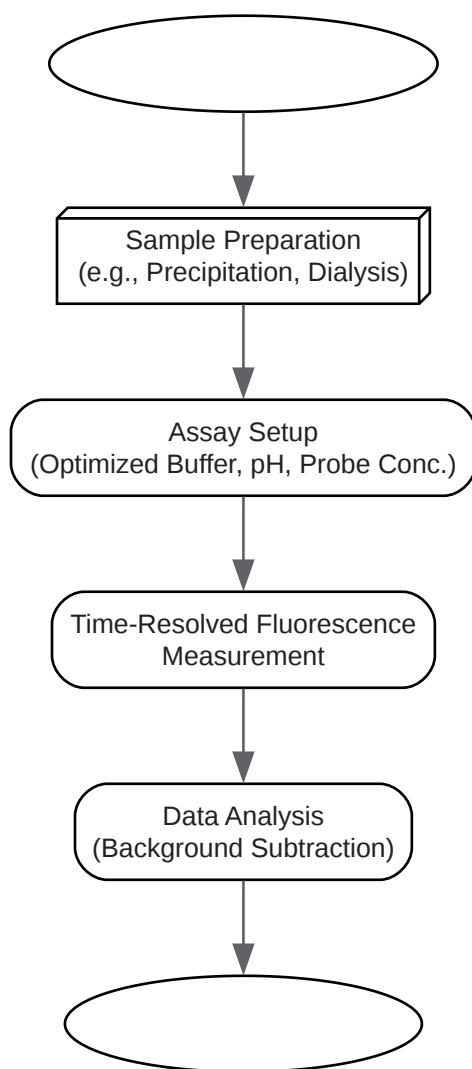 Sample Preparation
(e.g., Precipitation, Dialysis)
Assay Setup
(Optimized Buffer, pH, Probe Conc.)
Time-Resolved Fluorescence
Measurement
Data Analysis
(Background Subtraction)